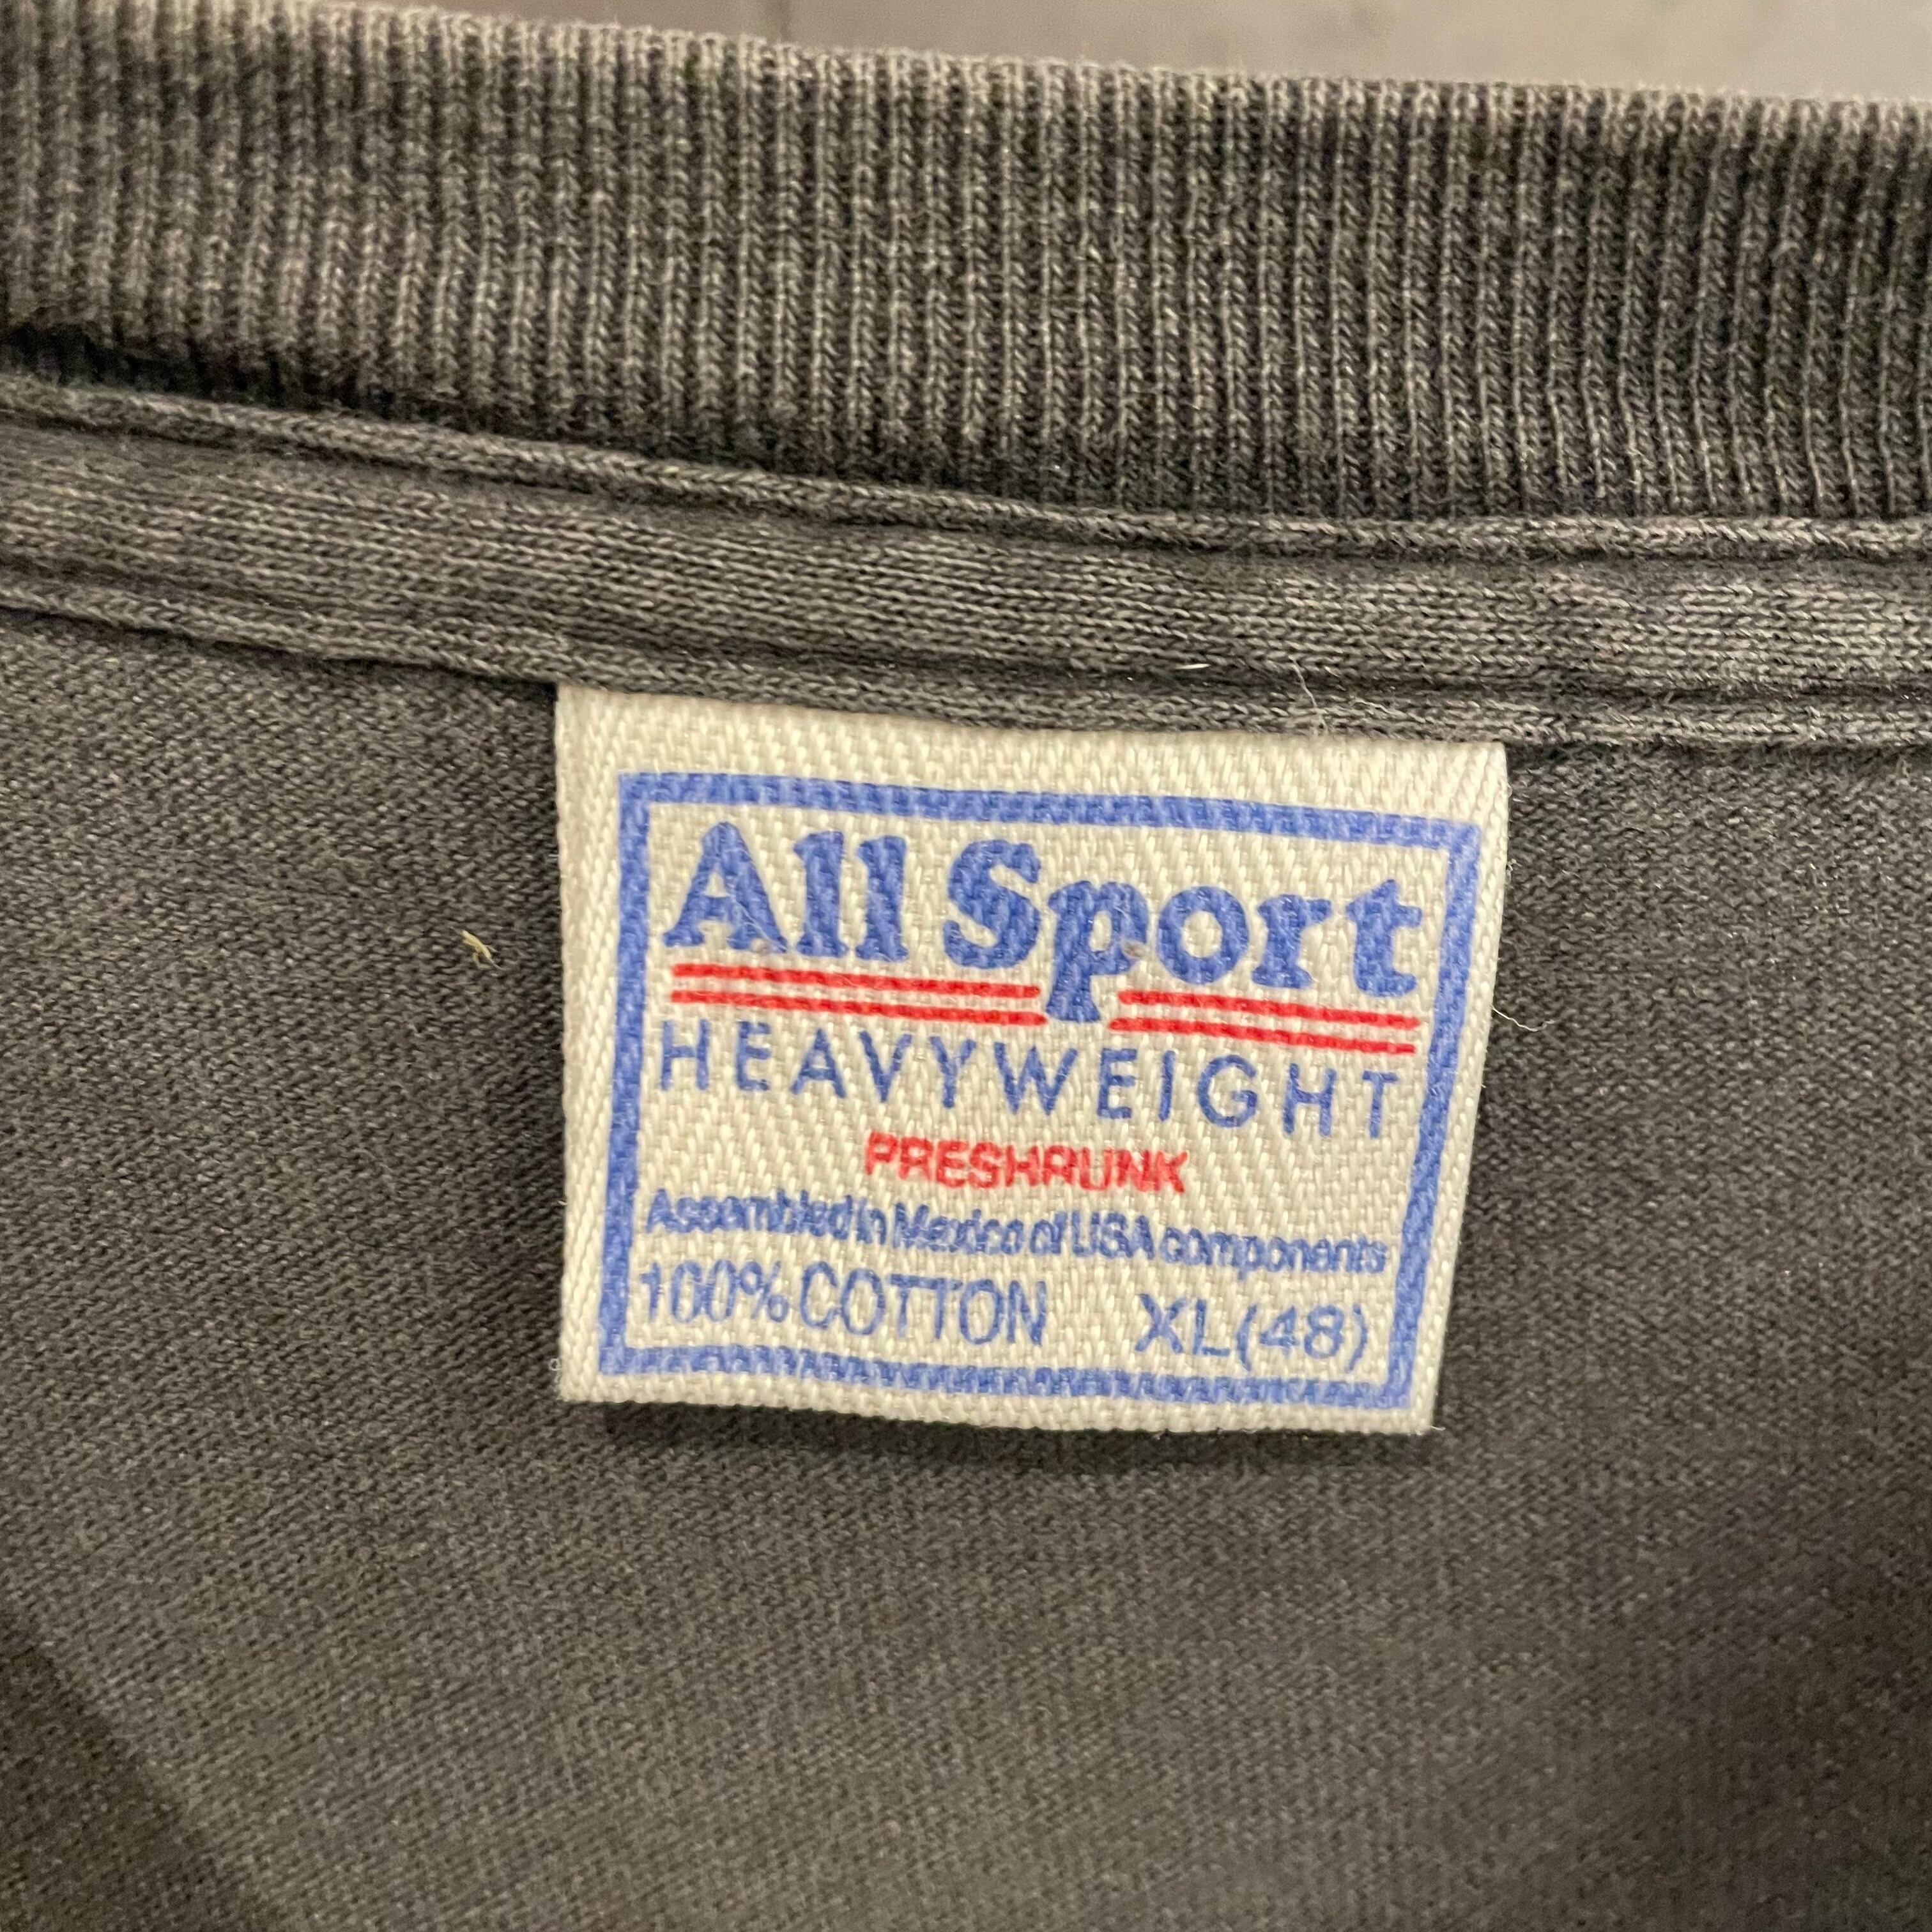 All Sport
HEAVYWEIGHT
PRESHRUNK
Assembled in Mexico of USA components
100% COTTON XL(48)